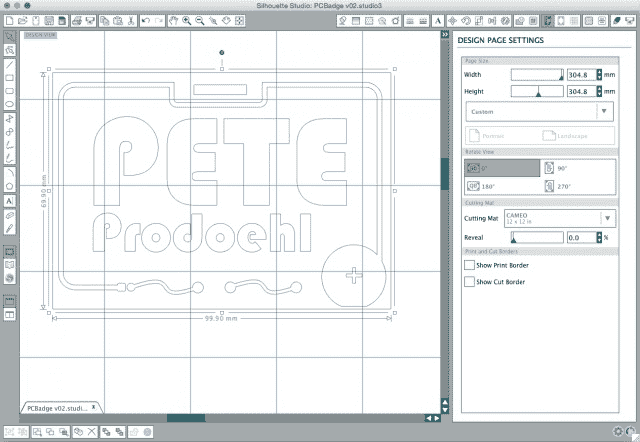 Silhouette Studio: PCBadge v02.studio3
DESIGN VIEW
DESIGN PAGE SETTINGS
Page Size
Width 304.8 mm
Height 304.8 mm
Custom
Portrait Landscape
Rotate View
0° 90°
180° 270°
Cutting Mat
Cutting Mat CAMEO
12 x 12 in
Reveal 0.0 %
Print and Cut Borders
Show Print Border
Show Cut Border
PETE
Prodoehl
69.90 mm
99.90 mm
PCBadge v02.studi...